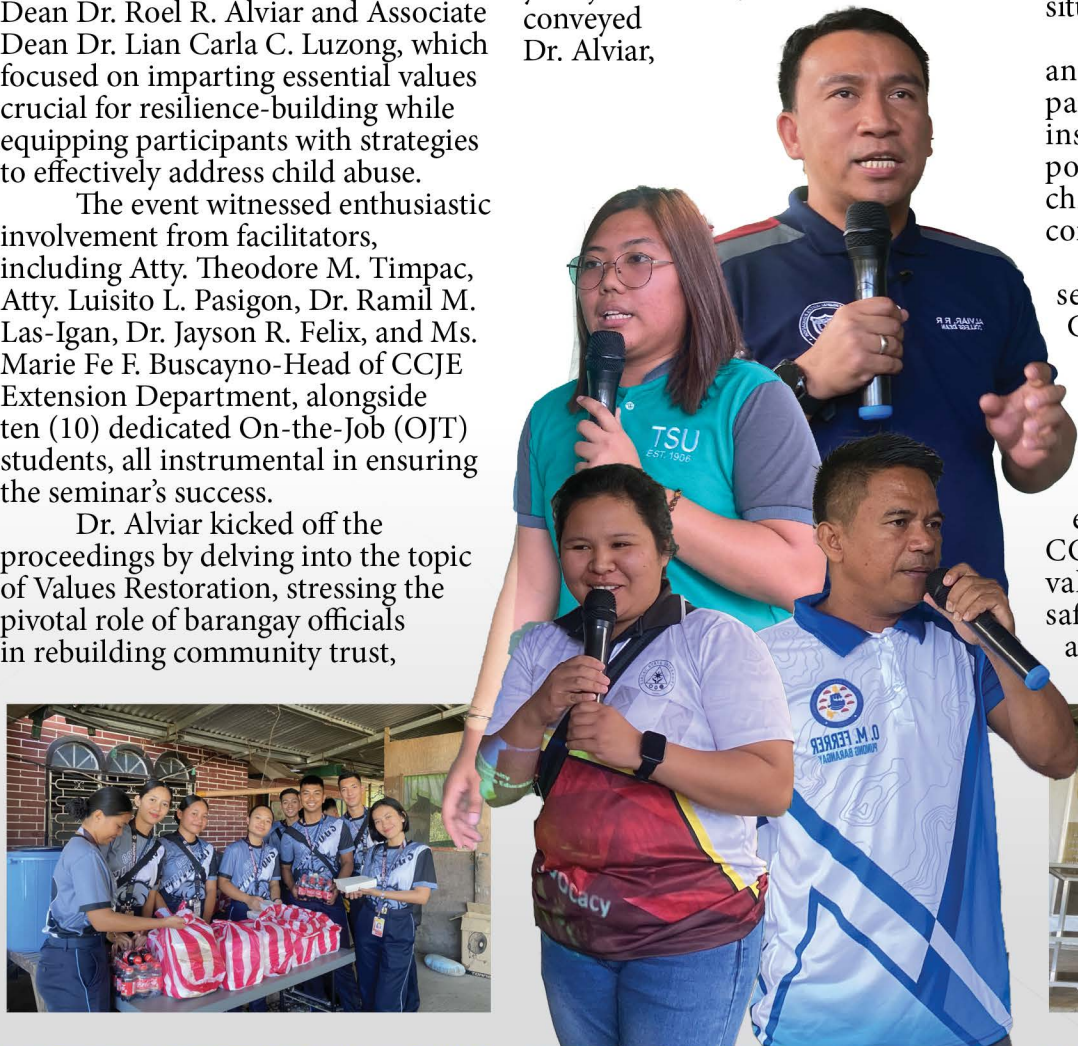 Dean Dr. Roel R. Alviar and Associate
Dean Dr. Lian Carla C. Luzong, which
focused on imparting essential values
crucial for resilience-building while
equipping participants with strategies
to effectively address child abuse.
The event witnessed enthusiastic
involvement from facilitators,
including Atty. Theodore M. Timpac,
Atty. Luisito L. Pasigon, Dr. Ramil M.
Las-Igan, Dr. Jayson R. Felix, and Ms.
Marie Fe F. Buscayno-Head of CCJE
Extension Department, alongside
ten (10) dedicated On-the-Job (OJT)
students, all instrumental in ensuring
the seminar's success.
Dr. Alviar kicked off the
proceedings by delving into the topic
of Values Restoration, stressing the
pivotal role of barangay officials
in rebuilding community trust,
conveyed
Dr. Alviar,
ALVIAR, R R
COLLEGE DEAN
TSU
EST. 1906
O. M. FERRER
PUNONG BARANGAY